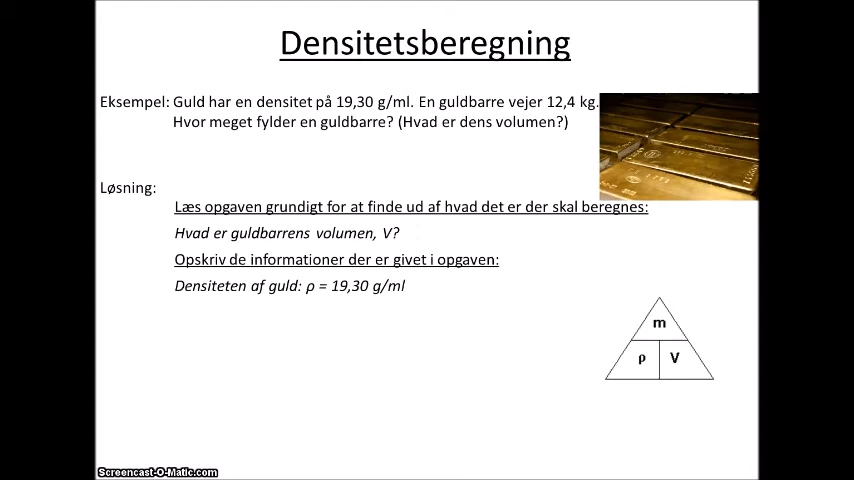 Densitetsberegning
Eksempel: Guld har en densitet på 19,30 g/ml. En guldbarre vejer 12,4 kg.
Hvor meget fylder en guldbarre? (Hvad er dens volumen?)
Løsning:
Læs opgaven grundigt for at finde ud af hvad det er der skal beregnes:
Hvad er guldbarrens volumen, V?
Opskriv de informationer der er givet i opgaven:
Densiteten af guld: ρ = 19,30 g/ml
m
ρ V
Screencast-O-Matic.com